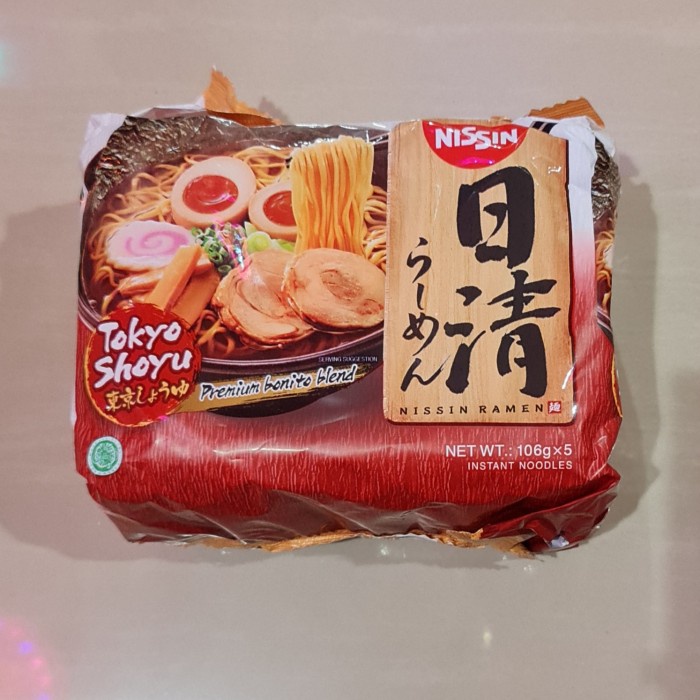 NISSIN
日清
らーめん
NISSIN RAMEN 麺
Tokyo
Shoyu
東京しょうゆ
Premium bonito blend
SERVING SUGGESTION
NET WT.: 106g×5
INSTANT NOODLES